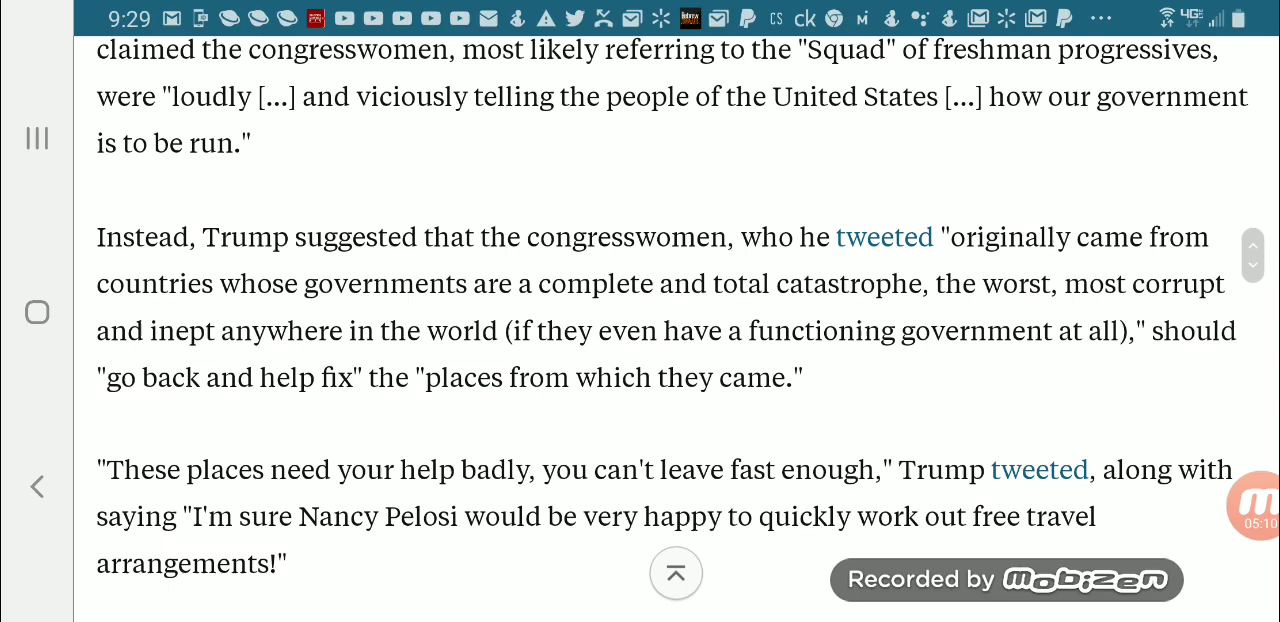 9:29 CS ck 4G
claimed the congresswomen, most likely referring to the "Squad" of freshman progressives,
were "loudly [...] and viciously telling the people of the United States [...] how our government
is to be run."
Instead, Trump suggested that the congresswomen, who he tweeted "originally came from
countries whose governments are a complete and total catastrophe, the worst, most corrupt
and inept anywhere in the world (if they even have a functioning government at all)," should
"go back and help fix" the "places from which they came."
"These places need your help badly, you can't leave fast enough," Trump tweeted, along with
saying "I'm sure Nancy Pelosi would be very happy to quickly work out free travel
arrangements!"
05:10
Recorded by mobizen